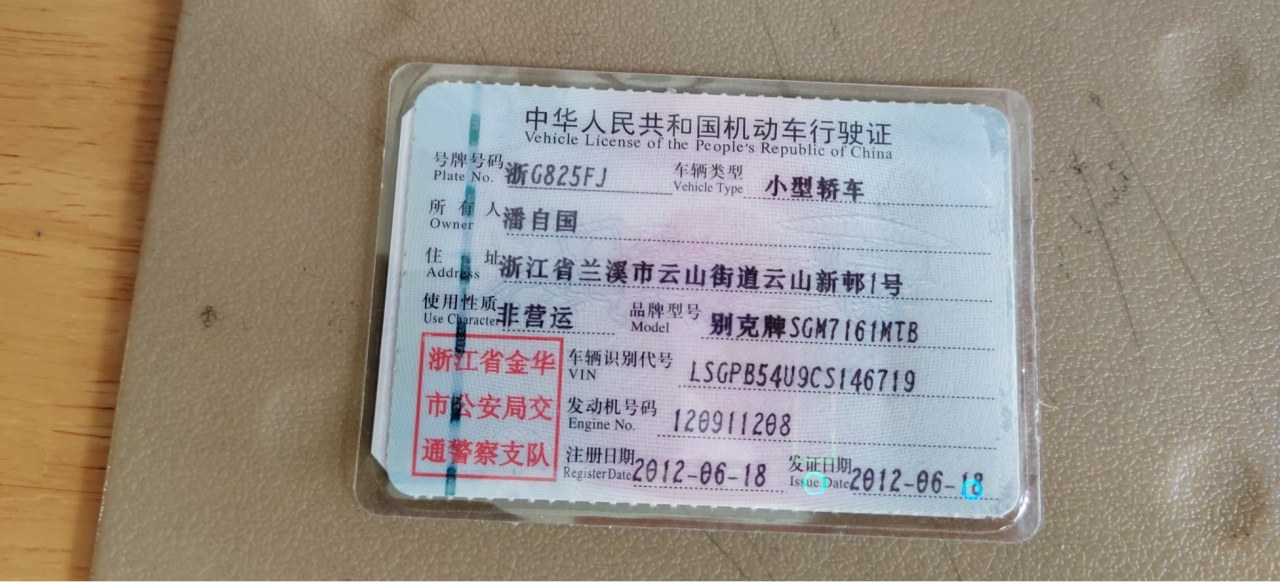 中华人民共和国机动车行驶证
Vehicle License of the People's Republic of China
号牌号码 浙G825FJ 车辆类型 小型轿车
Plate No. Vehicle Type
所有人 潘自国
Owner
住址 浙江省兰溪市云山街道云山新邨1号
Address
使用性质 非营运 品牌型号 别克牌SGM7161MTB
Use Character Model
浙江省金华
市公安局交
通警察支队
车辆识别代号 LSGPB54U9CS146719
VIN
发动机号码 120911208
Engine No.
注册日期 2012-06-18 发证日期 2012-06-18
Register Date Issue Date